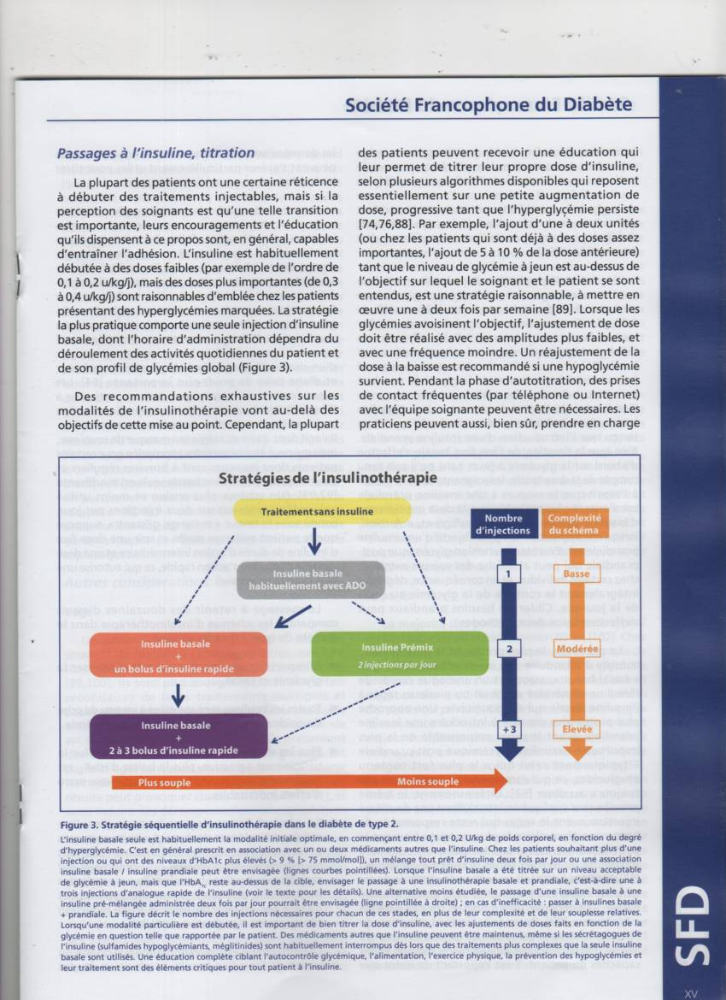 Société Francophone du Diabète
Passages à l'insuline, titration
La plupart des patients ont une certaine réticence
à débuter des traitements injectables, mais si la
perception des soignants est qu'une telle transition
est importante, leurs encouragements et l'éducation
qu'ils dispensent à ce propos sont, en général, capables
d'entraîner l'adhésion. L'insuline est habituellement
débutée à des doses faibles (par exemple de l'ordre de
0,1 à 0,2 u/kg/j), mais des doses plus importantes (de 0,3
à 0,4 u/kg/j) sont raisonnables d'emblée chez les patients
présentant des hyperglycémies marquées. La stratégie
la plus pratique comporte une seule injection d'insuline
basale, dont l'horaire d'administration dépendra du
déroulement des activités quotidiennes du patient et
de son profil de glycémies global (Figure 3).
Des recommandations exhaustives sur les
modalités de l'insulinothérapie vont au-delà des
objectifs de cette mise au point. Cependant, la plupart
des patients peuvent recevoir une éducation qui
leur permet de titrer leur propre dose d'insuline,
selon plusieurs algorithmes disponibles qui reposent
essentiellement sur une petite augmentation de
dose, progressive tant que l'hyperglyçémie persiste
[74,76,88]. Par exemple, l'ajout d'une à deux unités
(ou chez les patients qui sont déjà à des doses assez
importantes, l'ajout de 5 à 10 % de la dose antérieure)
tant que le niveau de glycémie à jeun est au-dessus de
l'objectif sur lequel le soignant et le patient se sont
entendus, est une stratégie raisonnable, à mettre en
œuvre une à deux fois par semaine [89]. Lorsque les
glycémies avoisinent l'objectif, l'ajustement de dose
doit être réalisé avec des amplitudes plus faibles, et
avec une fréquence moindre. Un réajustement de la
dose à la baisse est recommandé si une hypoglycémie
survient. Pendant la phase d'autotitration, des prises
de contact fréquentes (par téléphone ou Internet)
avec l'équipe soignante peuvent être nécessaires. Les
praticiens peuvent aussi, bien sûr, prendre en charge
Stratégies de l'insulinothérapie
Traitement sans insuline
Nombre
d'injections
Complexité
du schéma
Insuline basale
habituellement avec ADO
1
Basse
Insuline basale
+
un bolus d'insuline rapide
Insuline Prémix
2 injections par jour
2
Modérée
Insuline basale
+
2 à 3 bolus d'insuline rapide
+3
Elevée
Plus souple
Moins souple
Figure 3. Stratégie séquentielle d'insulinothérapie dans le diabète de type 2.
L'insuline basale seule est habituellement la modalité initiale optimale, en commençant entre 0,1 et 0,2 U/kg de poids corporel, en fonction du degré
d'hyperglycémie. C'est en général prescrit en association avec un ou deux médicaments autres que l'insuline. Chez les patients souhaitant plus d'une
injection ou qui ont des niveaux d'HbA1c plus élevés (> 9 % [> 75 mmol/mol]), un mélange tout prêt d'insuline deux fois par jour ou une association
insuline basale / insuline prandiale peut être envisagée (lignes courbes pointillées). Lorsque l'insuline basale a été titrée sur un niveau acceptable
de glycémie à jeun, mais que l'HbA1c reste au-dessus de la cible, envisager le passage à une insulinothérapie basale et prandiale, c'est-à-dire une à
trois injections d'analogue rapide de l'insuline (voir le texte pour les détails). Une alternative moins étudiée, le passage d'une insuline basale à une
insuline pré-mélangée administrée deux fois par jour pourrait être envisagée (ligne pointillée à droite) ; en cas d'inefficacité : passer à insulines basale
+ prandiale. La figure décrit le nombre des injections nécessaires pour chacun de ces stades, en plus de leur complexité et de leur souplesse relatives.
Lorsqu'une modalité particulière est débutée, il est important de bien titrer la dose d'insuline, avec les ajustements de doses faits en fonction de la
glycémie en question telle que rapportée par le patient. Des médicaments autres que l'insuline peuvent être maintenus, même si les sécrétagogues de
l'insuline (sulfamides hypoglycémiants, méglitinides) sont habituellement interrompus dès lors que des traitements plus complexes que la seule insuline
basale sont utilisés. Une éducation complète ciblant l'autocontrôle glycémique, l'alimentation, l'exercice physique, la prévention des hypoglycémies et
leur traitement sont des éléments critiques pour tout patient à l'insuline.
SFD
XV